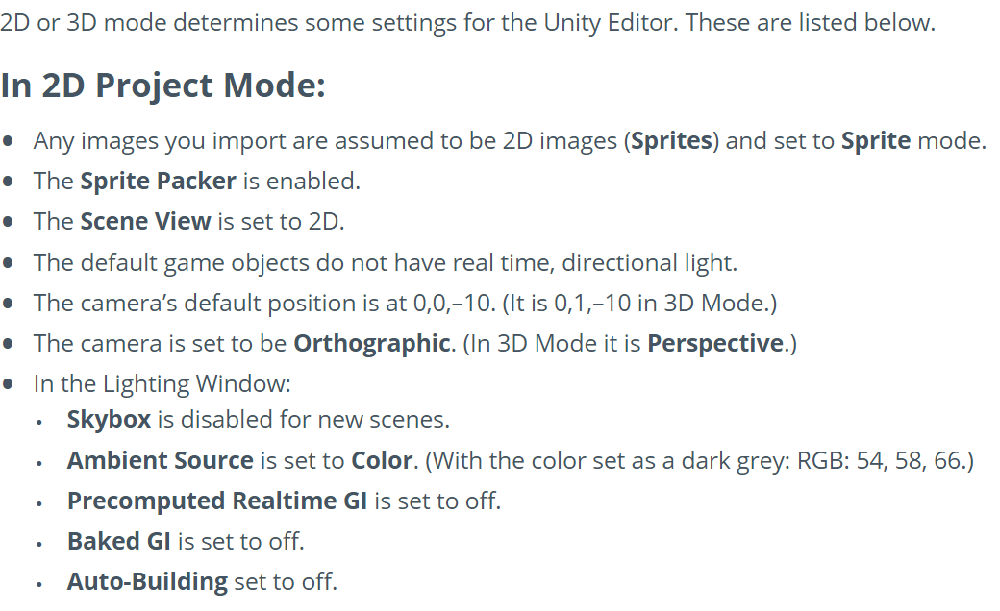 2D or 3D mode determines some settings for the Unity Editor. These are listed below.
In 2D Project Mode:
• Any images you import are assumed to be 2D images (Sprites) and set to Sprite mode.
• The Sprite Packer is enabled.
• The Scene View is set to 2D.
• The default game objects do not have real time, directional light.
• The camera’s default position is at 0,0,–10. (It is 0,1,–10 in 3D Mode.)
• The camera is set to be Orthographic. (In 3D Mode it is Perspective.)
• In the Lighting Window:
• Skybox is disabled for new scenes.
• Ambient Source is set to Color. (With the color set as a dark grey: RGB: 54, 58, 66.)
• Precomputed Realtime GI is set to off.
• Baked GI is set to off.
• Auto-Building set to off.